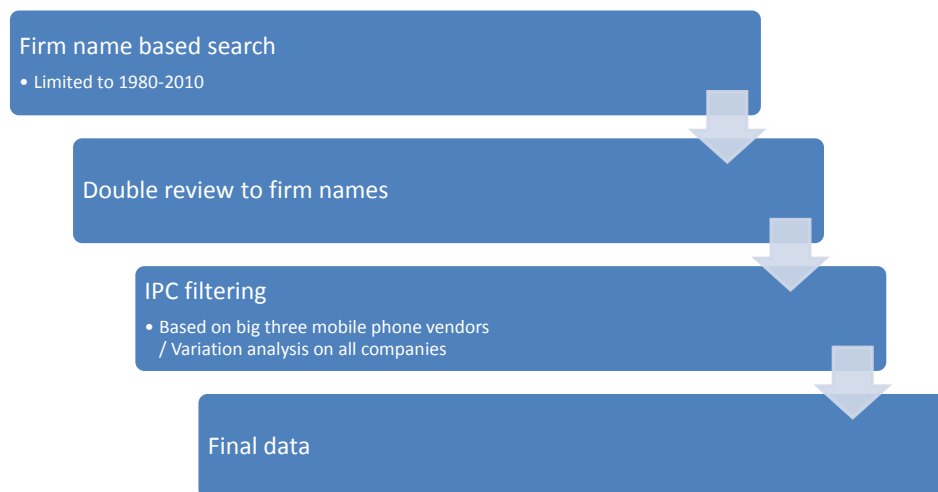 Firm name based search
• Limited to 1980-2010
Double review to firm names
IPC filtering
• Based on big three mobile phone vendors
/ Variation analysis on all companies
Final data